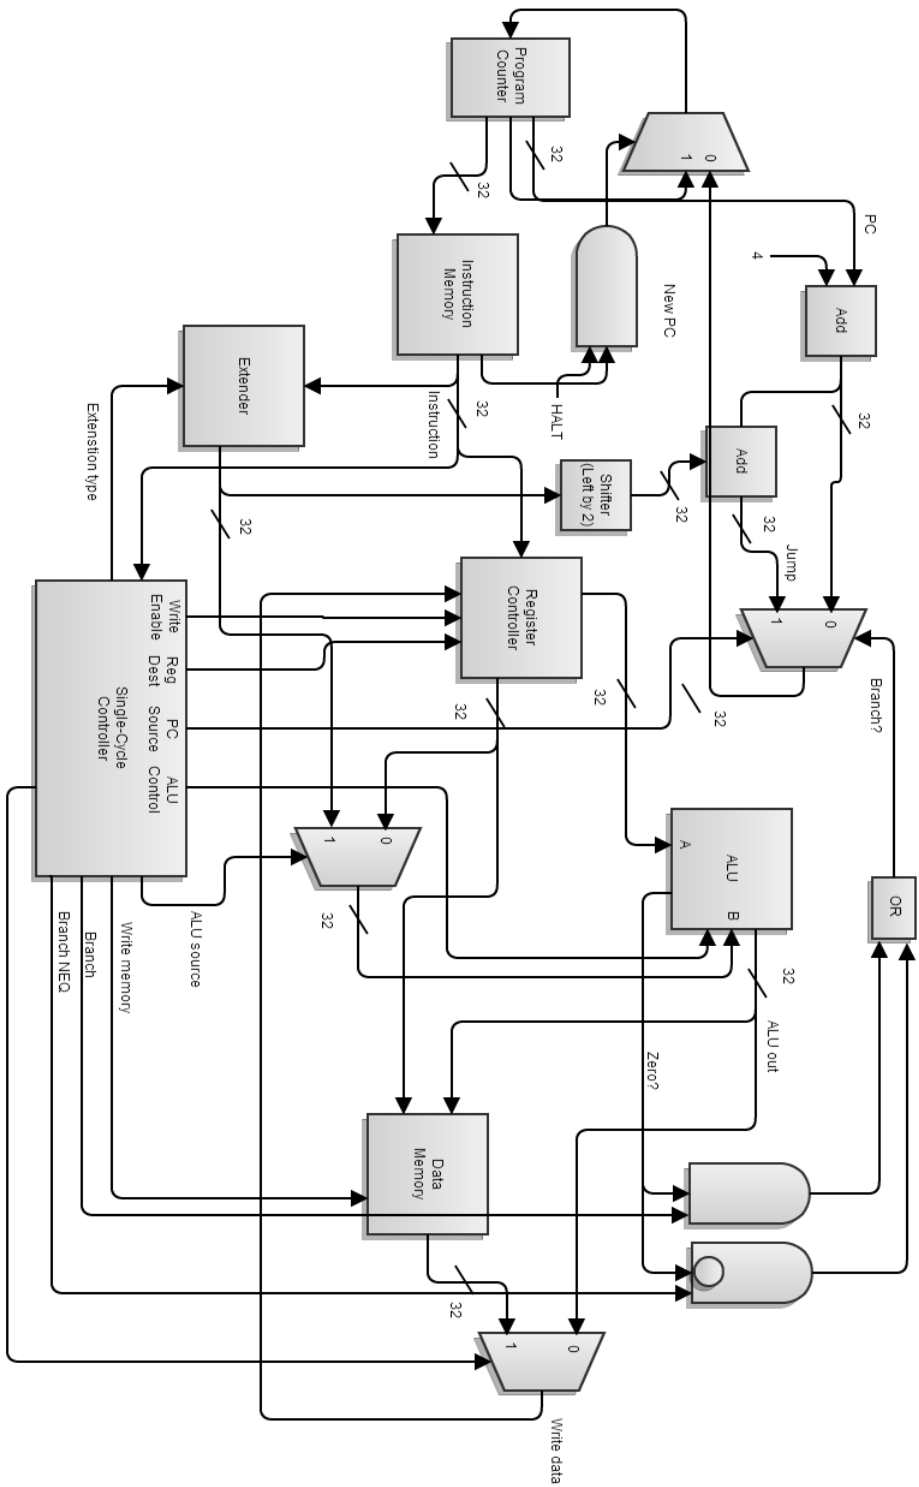 Program
Counter
32
32
0
1
PC
4
Add
New PC
Instruction
Memory
HALT
32
Instruction
Extender
Extenstion type
32
32
Add
Shifter
(Left by 2)
32
32
Jump
0
1
Branch?
32
Register
Controller
32
32
Write
Enable
Reg
Dest
PC
Source
ALU
Control
Single-Cycle
Controller
0
1
32
ALU source
Write memory
Branch
Branch NEQ
A
ALU
B
32
ALU out
Zero?
OR
Data
Memory
32
0
1
Write data